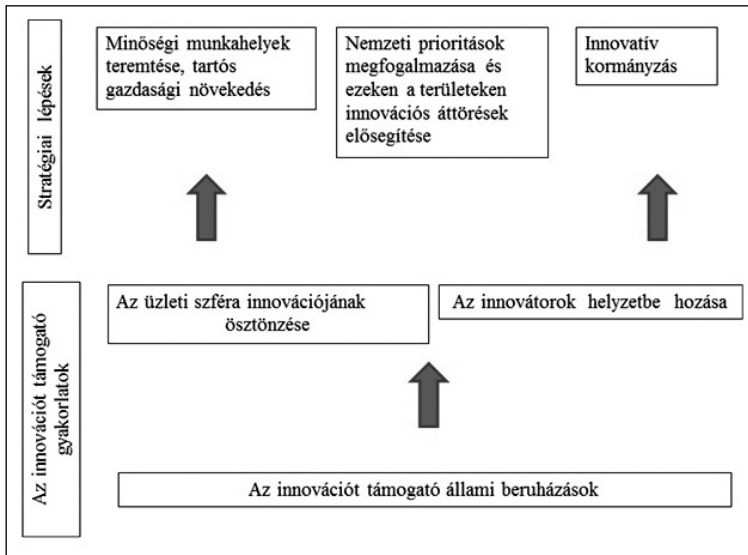 Stratégiai lépések
Minőségi munkahelyek
teremtése, tartós
gazdasági növekedés
Nemzeti prioritások
megfogalmazása és
ezeken a területeken
innovációs áttörések
elősegítése
Innovatív
kormányzás
Az innovációt támogató
gyakorlatok
Az üzleti szféra innovációjának
ösztönzése
Az innovátorok helyzetbe hozása
Az innovációt támogató állami beruházások